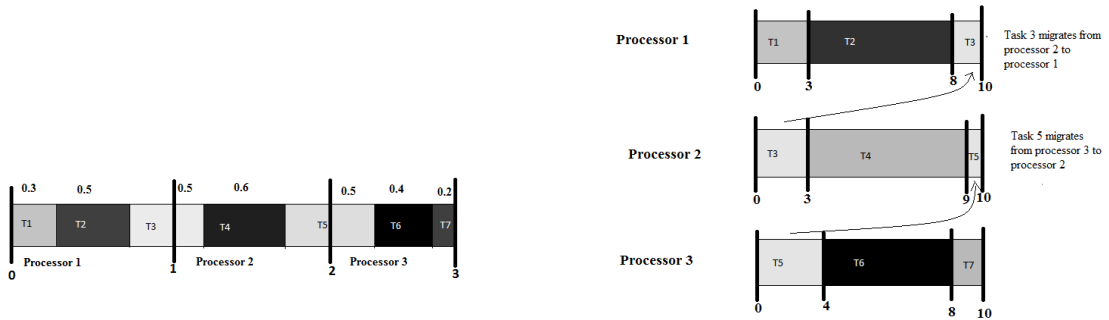 0.3 0.5 0.5 0.6 0.5 0.4 0.2
T1 T2 T3 T4 T5 T6 T7
Processor 1 Processor 2 Processor 3
0 1 2 3
Processor 1
T1 T2 T3
0 3 8 10
Task 3 migrates from
processor 2 to
processor 1
Processor 2
T3 T4 T5
0 3 9 10
Task 5 migrates
from processor 3 to
processor 2
Processor 3
T5 T6 T7
0 4 8 10